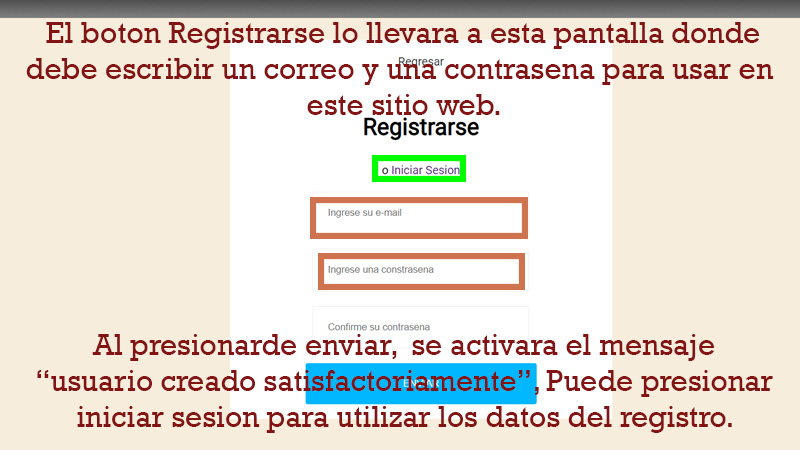 El boton Registrarse lo llevara a esta pantalla donde
debe escribir un correo y una contrasena para usar en
este sitio web.
Regresar
Registrarse
o Iniciar Sesion
Ingrese su e-mail
Ingrese una constrasena
Confirme su contrasena
Al presionarde enviar, se activara el mensaje
“usuario creado satisfactoriamente”, Puede presionar
iniciar sesion para utilizar los datos del registro.